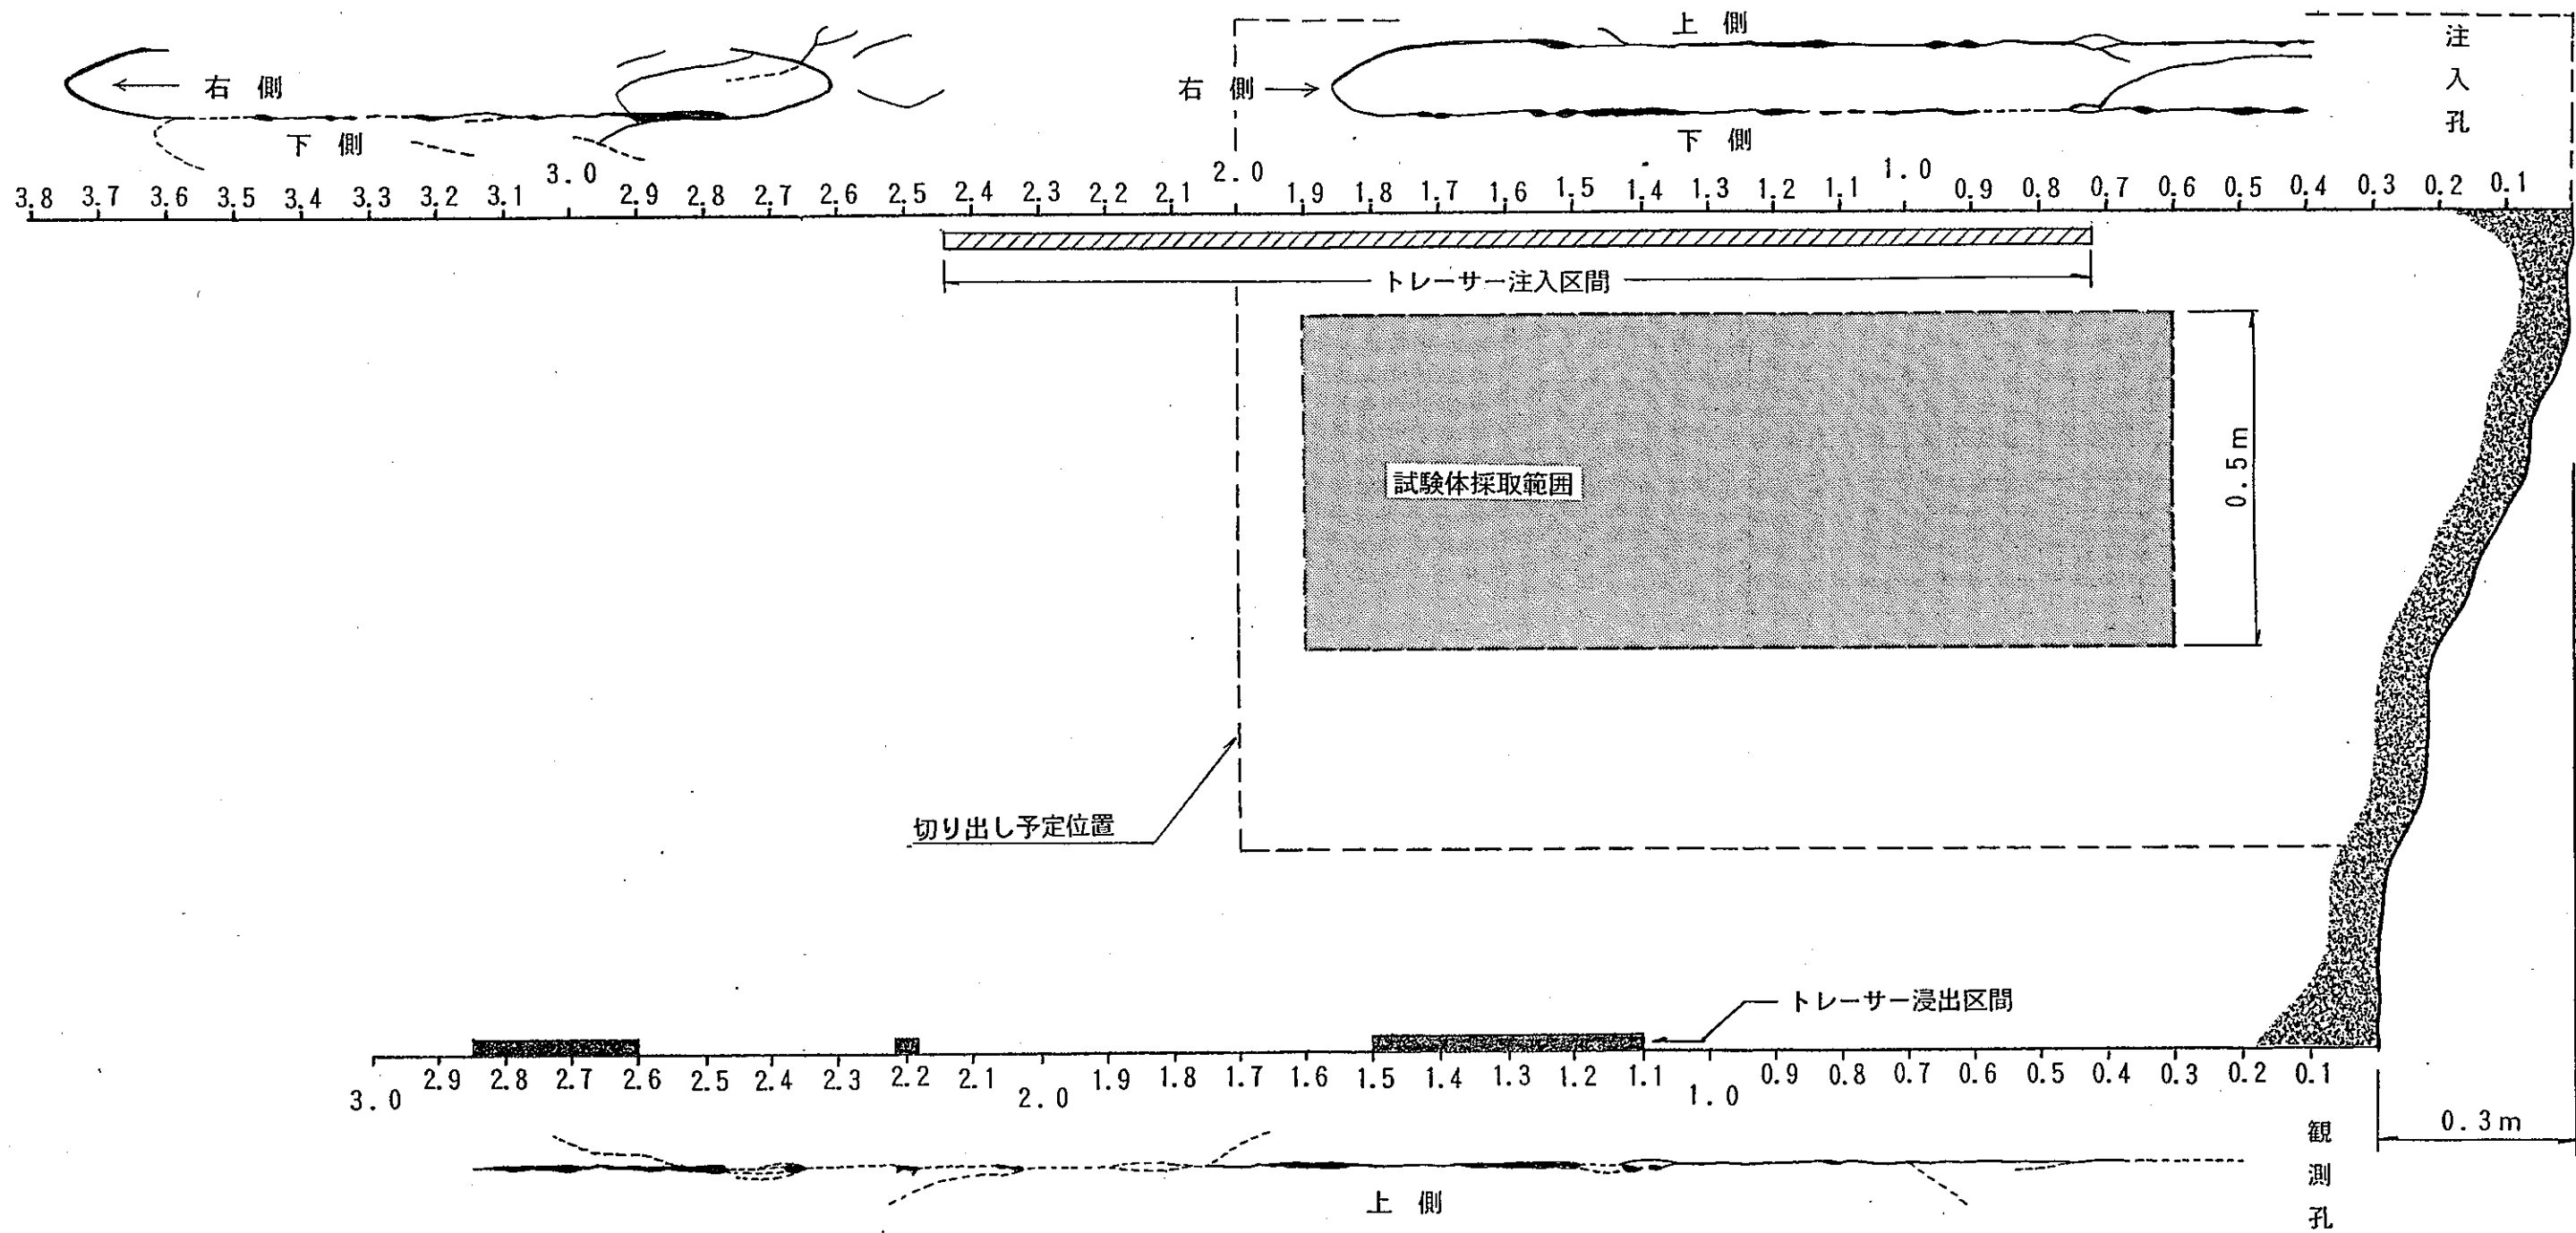 上 側
注入孔
右 側
右 側
下 側
下 側
3.8 3.7 3.6 3.5 3.4 3.3 3.2 3.1 3.0 2.9 2.8 2.7 2.6 2.5 2.4 2.3 2.2 2.1 2.0 1.9 1.8 1.7 1.6 1.5 1.4 1.3 1.2 1.1 1.0 0.9 0.8 0.7 0.6 0.5 0.4 0.3 0.2 0.1
トレーサー注入区間
試験体採取範囲
0.5m
切り出し予定位置
トレーサー浸出区間
3.0 2.9 2.8 2.7 2.6 2.5 2.4 2.3 2.2 2.1 2.0 1.9 1.8 1.7 1.6 1.5 1.4 1.3 1.2 1.1 1.0 0.9 0.8 0.7 0.6 0.5 0.4 0.3 0.2 0.1
0.3m
観測孔
上 側